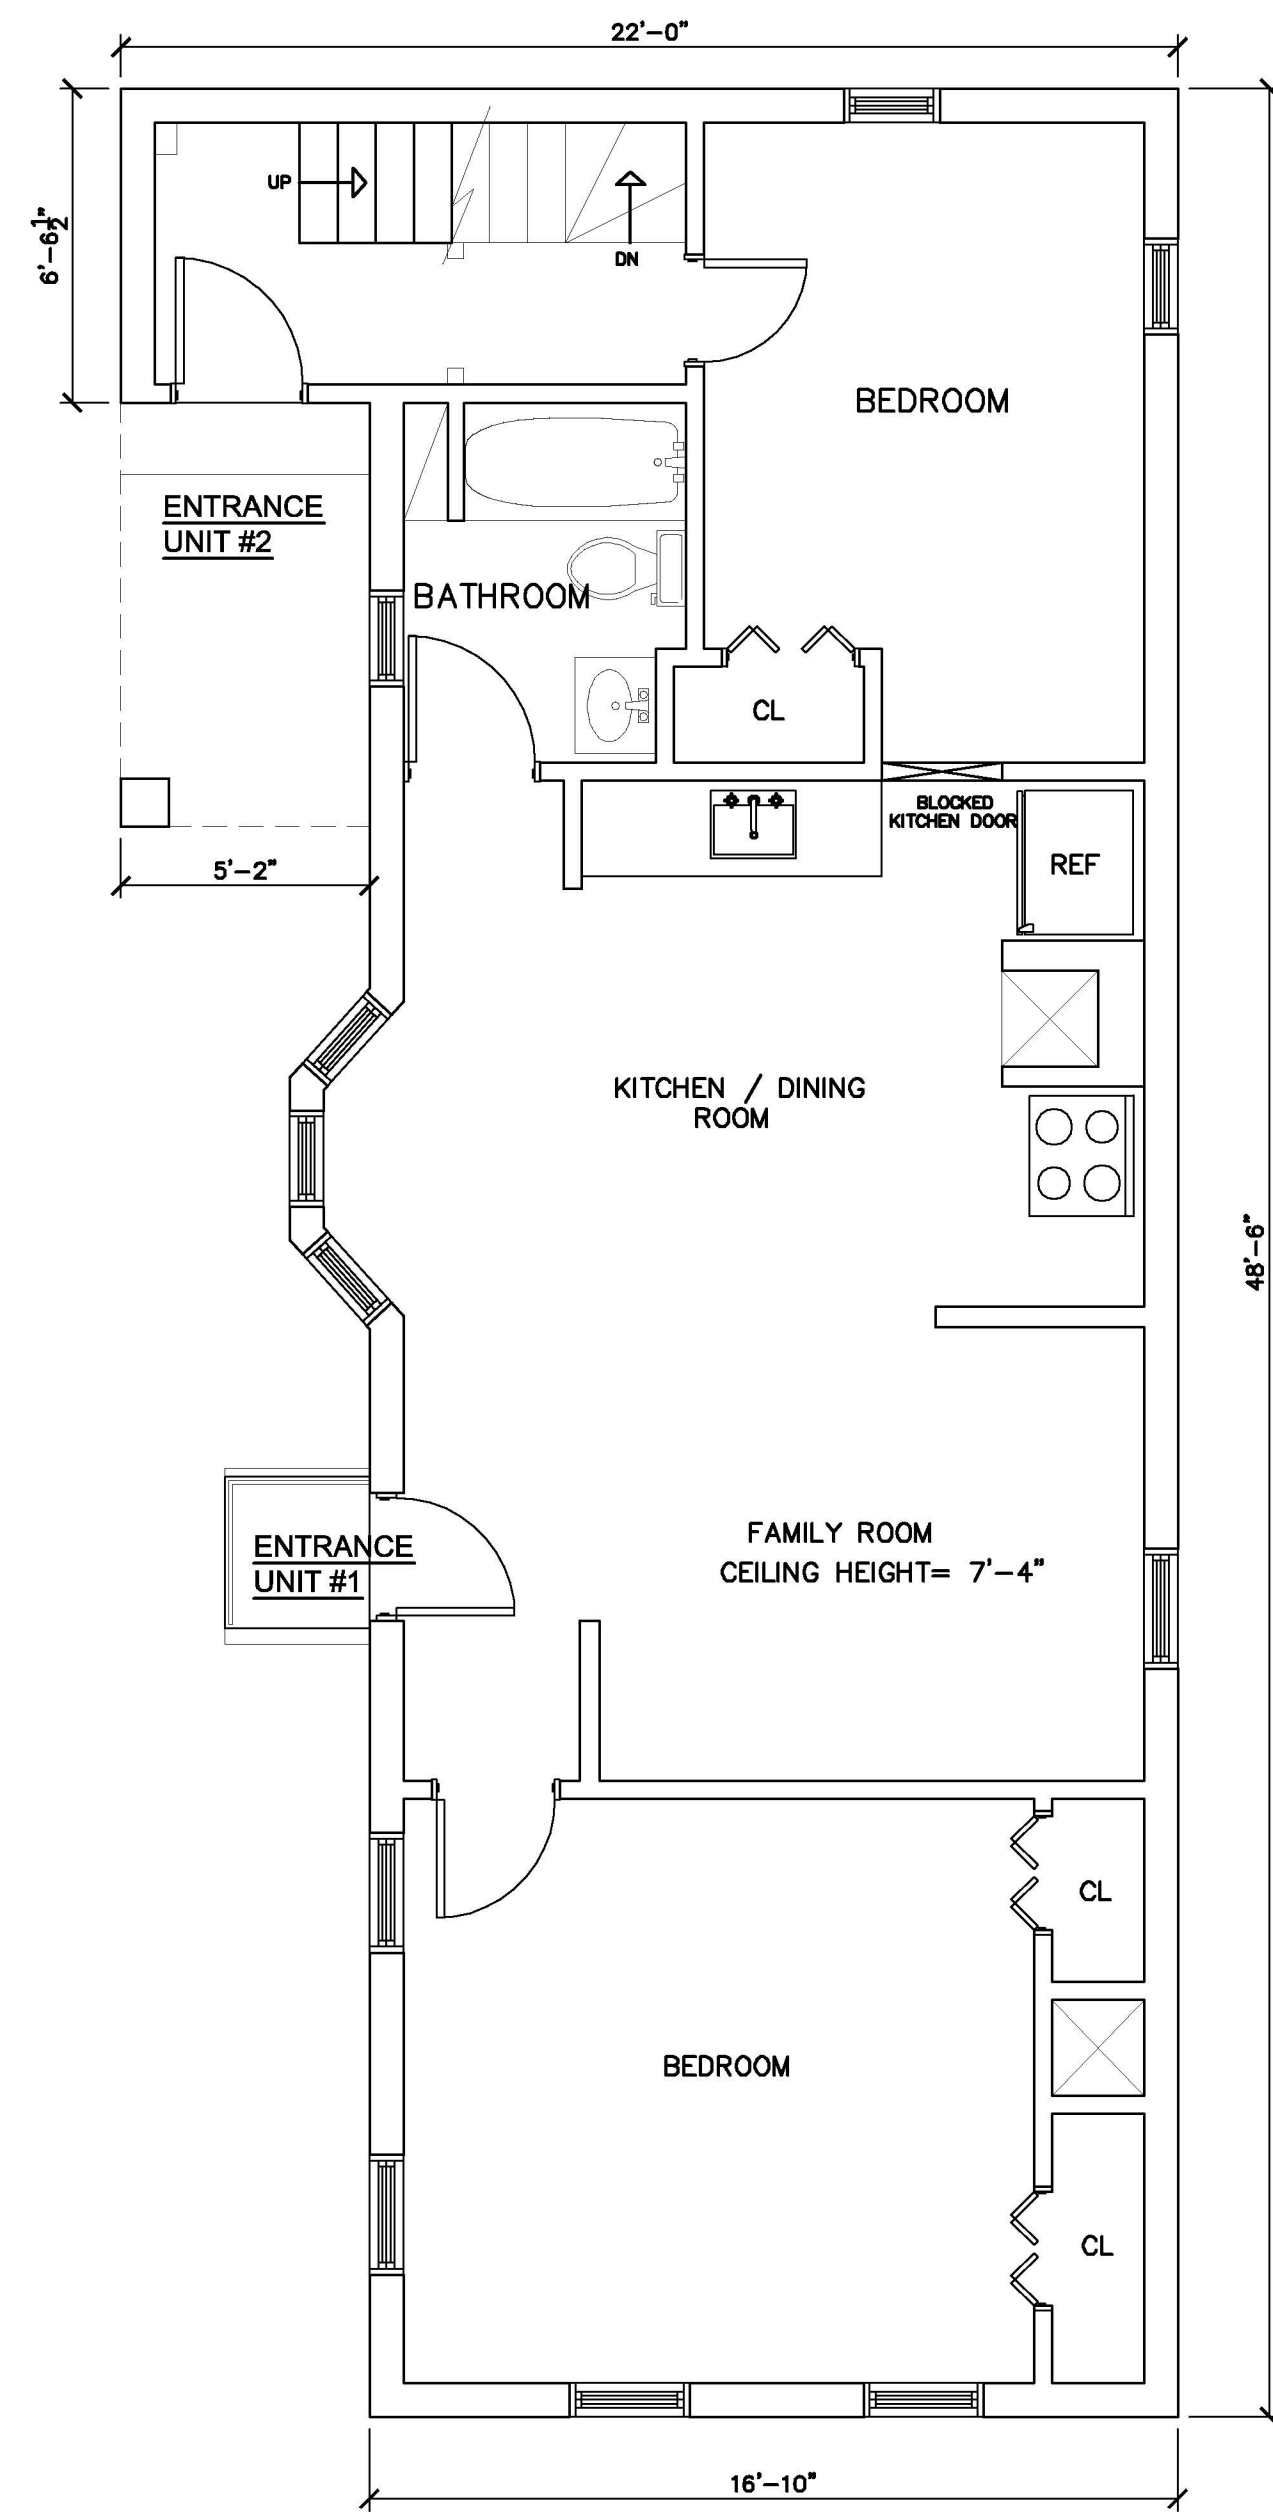 22'-0"
6'-6½"
UP
DN
BEDROOM
ENTRANCE
UNIT #2
BATHROOM
CL
BLOCKED
KITCHEN DOOR
REF
5'-2"
KITCHEN / DINING
ROOM
48'-6"
FAMILY ROOM
CEILING HEIGHT= 7'-4"
ENTRANCE
UNIT #1
CL
BEDROOM
CL
16'-10"